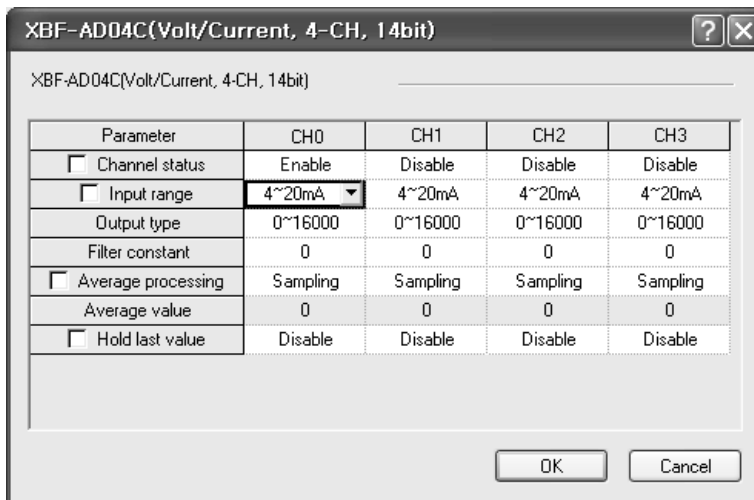 XBF-AD04C(Volt/Current, 4-CH, 14bit)
XBF-AD04C(Volt/Current, 4-CH, 14bit)
Parameter CH0 CH1 CH2 CH3
Channel status Enable Disable Disable Disable
Input range 4~20mA 4~20mA 4~20mA 4~20mA
Output type 0~16000 0~16000 0~16000 0~16000
Filter constant 0 0 0 0
Average processing Sampling Sampling Sampling Sampling
Average value 0 0 0 0
Hold last value Disable Disable Disable Disable
OK Cancel